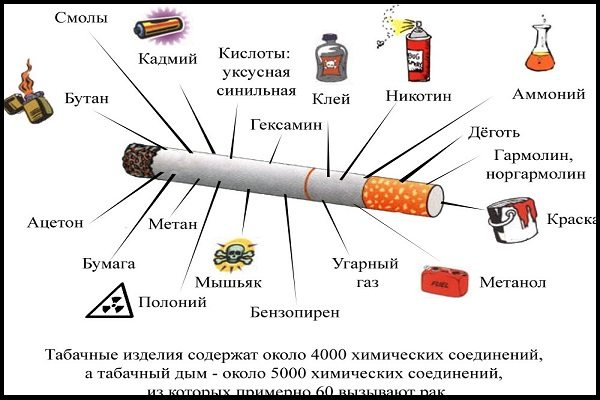 Смолы
Кадмий
Кислоты:
уксусная
синильная
Бутан
Клей
Никотин
Аммоний
Гексамин
Дёготь
Гармолин,
норгармолин
Ацетон
Метан
Краска
Бумага
Мышьяк
Угарный
газ
FUEL
Метанол
Полоний
Бензопирен
Табачные изделия содержат около 4000 химических соединений,
а табачный дым - около 5000 химических соединений,
из которых примерно 60 вызывают рак